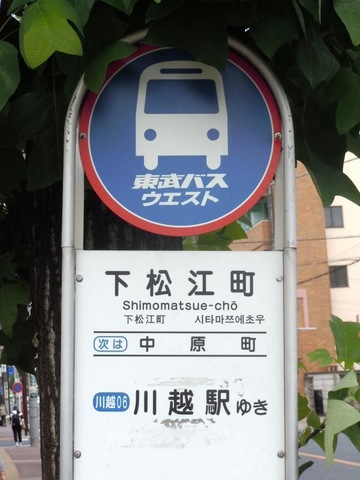 東武バス
ウエスト
下松江町
Shimomatsue-chō
下松江町 시타마쯔에초우
次は 中原町
川越06 川越駅ゆき